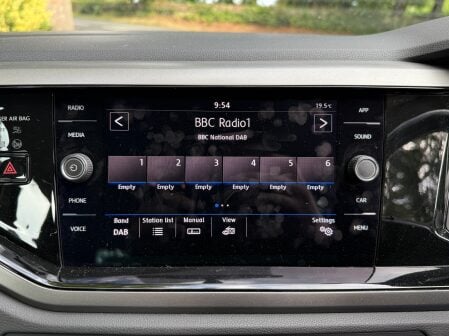 RADIO
MEDIA
PHONE
VOICE
ER AIR BAG
9:54
19.5°C
< BBC Radio1 >
BBC National DAB
1 2 3 4 5 6
Empty Empty Empty Empty Empty Empty
Band Station list Manual View Settings
DAB
APP
SOUND
CAR
MENU